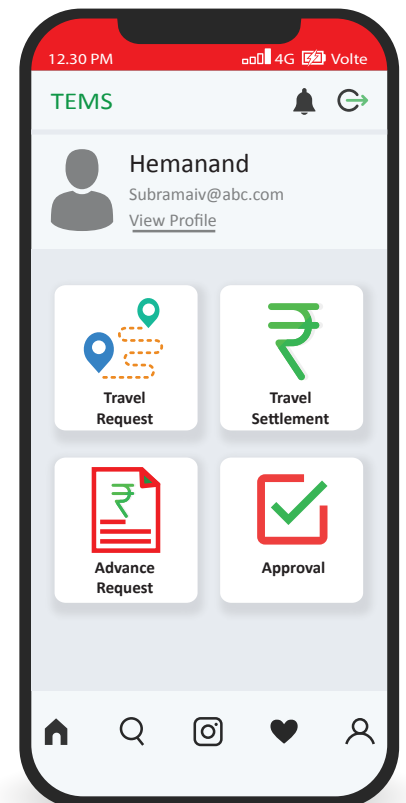 12.30 PM 4G Volte
TEMS
Hemanand
Subramaiv@abc.com
View Profile
Travel
Request
Travel
Settlement
₹
Advance
Request
Approval